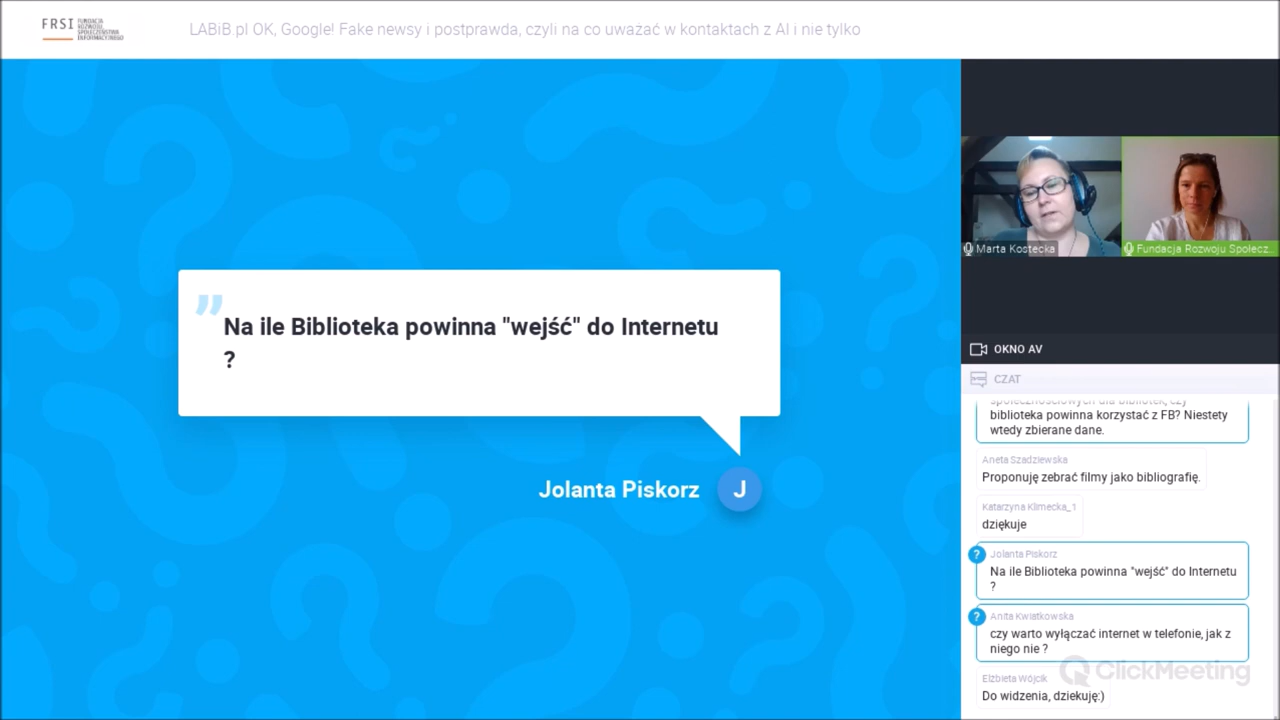 FRSI FUNDACJA
ROZWOJU
SPOŁECZEŃSTWA
INFORMACYJNEGO
LABiB.pl OK, Google! Fake newsy i postprawda, czyli na co uważać w kontaktach z AI i nie tylko
Na ile Biblioteka powinna "wejść" do Internetu
?
Jolanta Piskorz
J
Marta Kostecka
Fundacja Rozwoju Społecz...
OKNO AV
CZAT
społecznościowych dla bibliotek, czy
biblioteka powinna korzystać z FB? Niestety
wtedy zbierane dane.
Aneta Szadziewska
Proponuję zebrać filmy jako bibliografię.
Katarzyna Klimecka_1
dziękuje
?
Jolanta Piskorz
Na ile Biblioteka powinna "wejść" do Internetu
?
?
Anita Kwiatkowska
czy warto wyłączać internet w telefonie, jak z
niego nie ?
ClickMeeting
Elżbieta Wójcik
Do widzenia, dziekuję:)